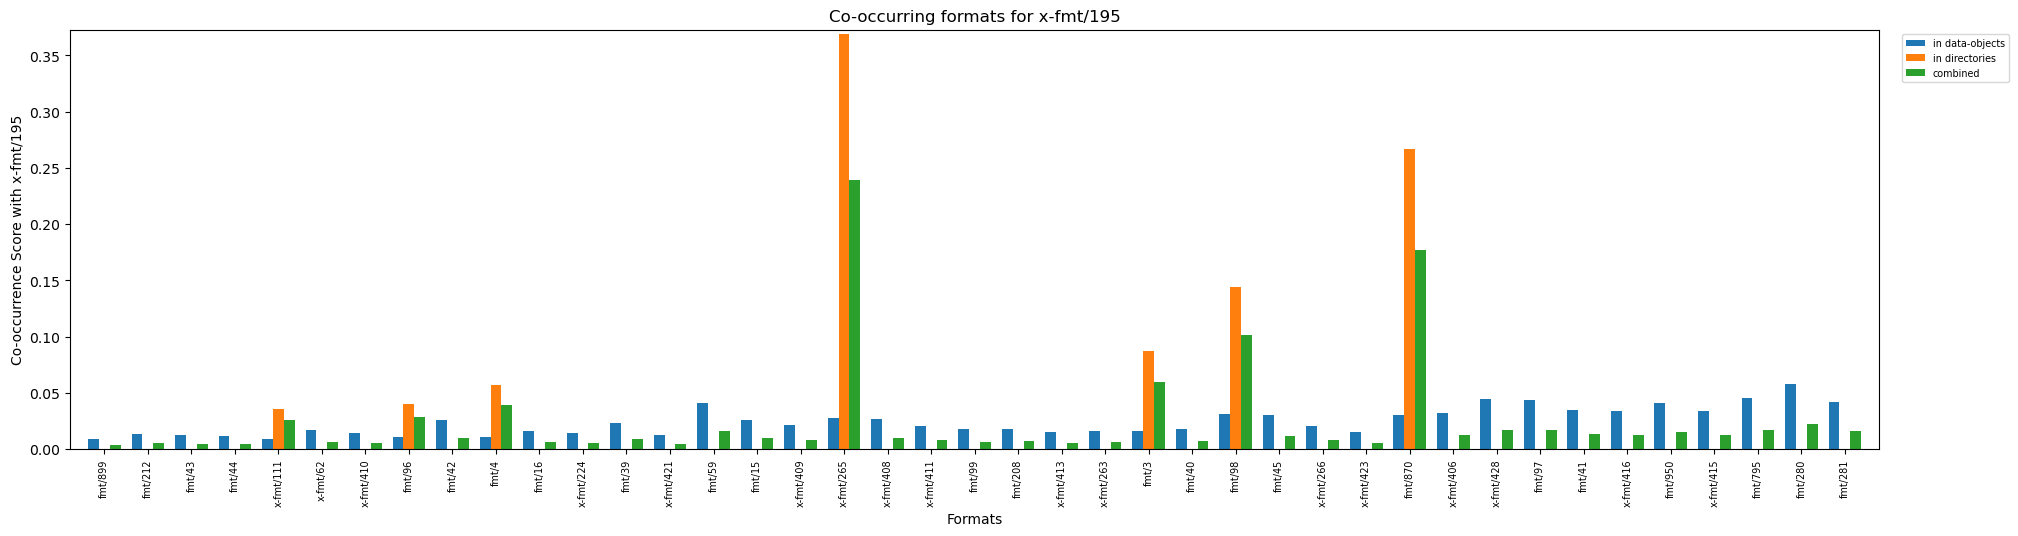 Co-occurring formats for x-fmt/195
in data-objects
in directories
combined
Co-occurrence Score with x-fmt/195
0.35
0.30
0.25
0.20
0.15
0.10
0.05
0.00
fmt/899
fmt/212
fmt/43
fmt/44
x-fmt/111
x-fmt/62
x-fmt/410
fmt/96
fmt/42
fmt/4
fmt/16
x-fmt/224
fmt/39
x-fmt/421
fmt/59
fmt/15
x-fmt/409
x-fmt/265
x-fmt/408
x-fmt/411
fmt/99
fmt/208
x-fmt/413
x-fmt/263
fmt/3
fmt/40
fmt/98
fmt/45
x-fmt/266
x-fmt/423
fmt/870
x-fmt/406
x-fmt/428
fmt/97
fmt/41
x-fmt/416
fmt/950
x-fmt/415
fmt/795
fmt/280
fmt/281
Formats